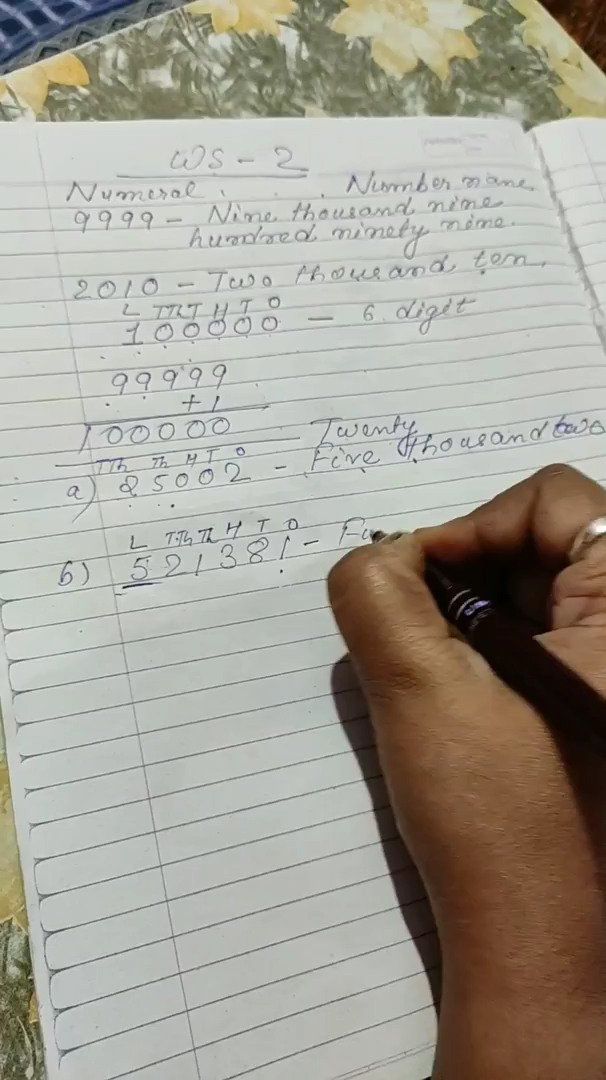 WS - 2
Numeral . . Number name
9999 - Nine thousand nine
hundred ninety nine.
2010 - Two thousand ten.
L TTh T H T O
100000 - 6 digit
99999
+1
100000
Twenty
TTh Th H T O
a) 25002 - Five thousand two
L TTh Th H T O
b) 521381 -